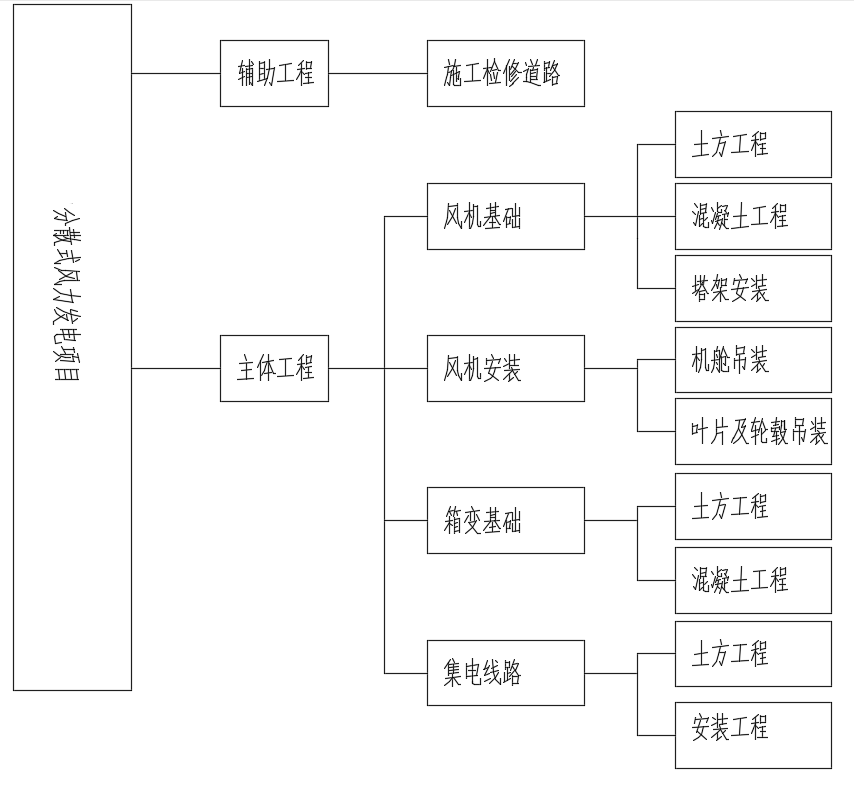 分散式风力发电项目
辅助工程
施工检修道路
主体工程
风机基础
土方工程
混凝土工程
塔架安装
风机安装
机舱吊装
叶片及轮毂吊装
箱变基础
土方工程
混凝土工程
集电线路
土方工程
安装工程